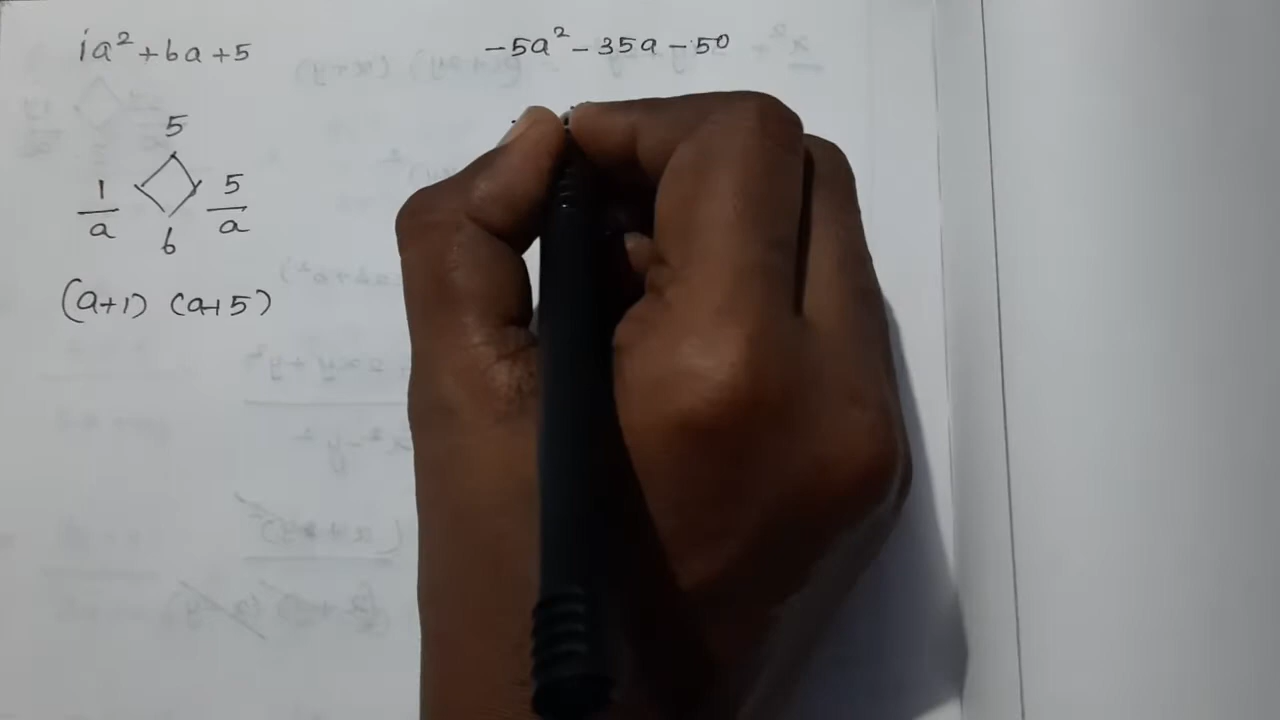 1a² + 6a + 5
-5a² - 35a - 50
5
1 5
a a
6
(a+1) (a+5)